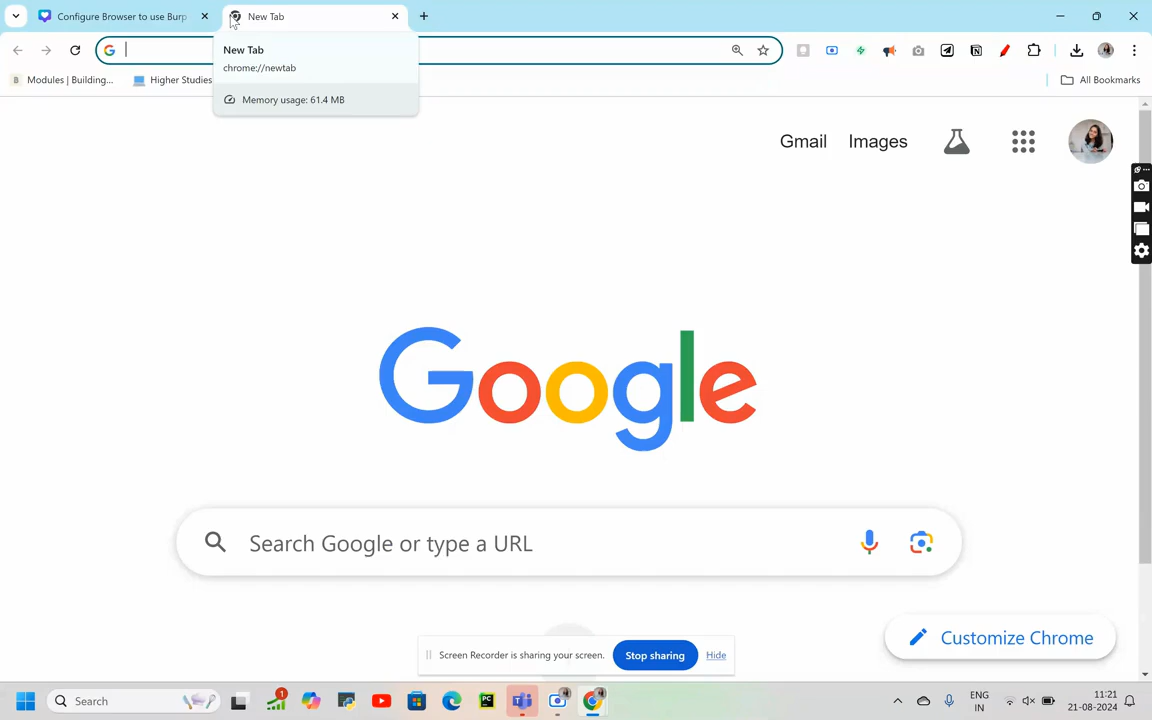 Configure Browser to use Burp
New Tab
New Tab
chrome://newtab
Memory usage: 61.4 MB
B Modules | Building...
Higher Studies
All Bookmarks
Gmail
Images
Google
Search Google or type a URL
Customize Chrome
Screen Recorder is sharing your screen.
Stop sharing
Hide
Search
1
PC
ENG
IN
11:21
21-08-2024